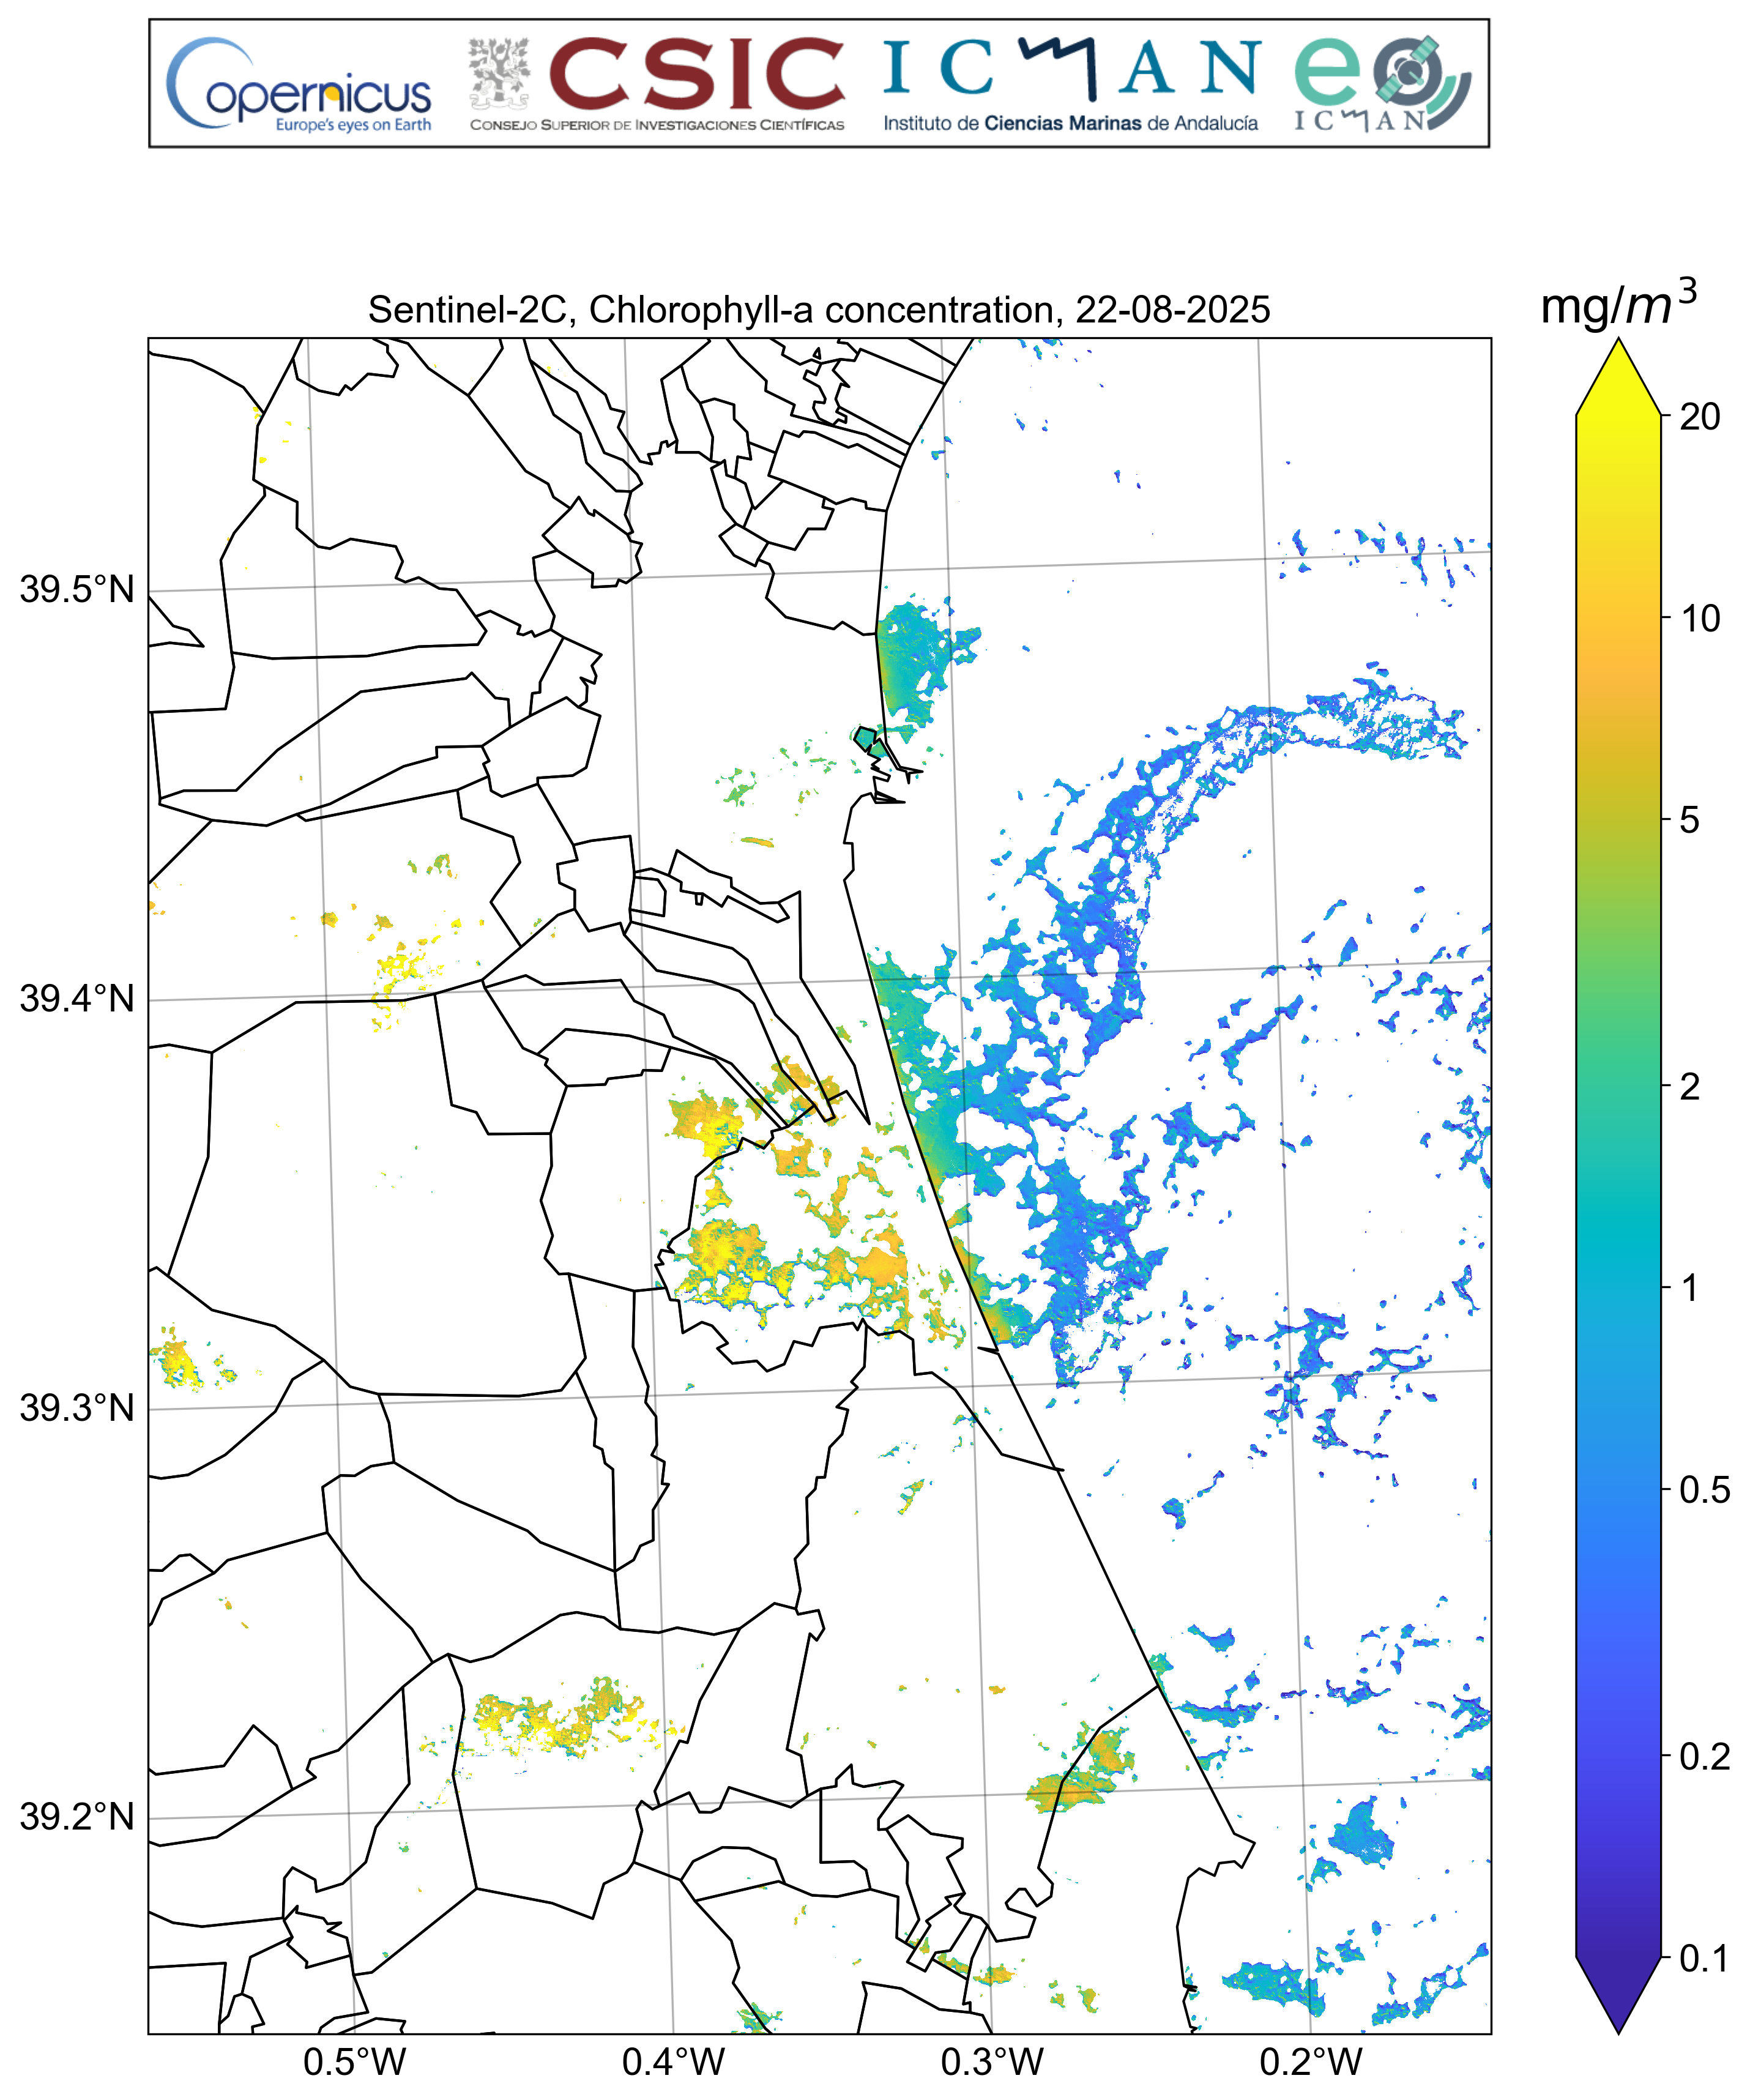 Copernicus
Europe's eyes on Earth
CSIC
CONSEJO SUPERIOR DE INVESTIGACIONES CIENTÍFICAS
ICMAN
Instituto de Ciencias Marinas de Andalucía
eo
ICMAN
Sentinel-2C, Chlorophyll-a concentration, 22-08-2025
mg/m³
20
10
5
2
1
0.5
0.2
0.1
39.5°N
39.4°N
39.3°N
39.2°N
0.5°W 0.4°W 0.3°W 0.2°W